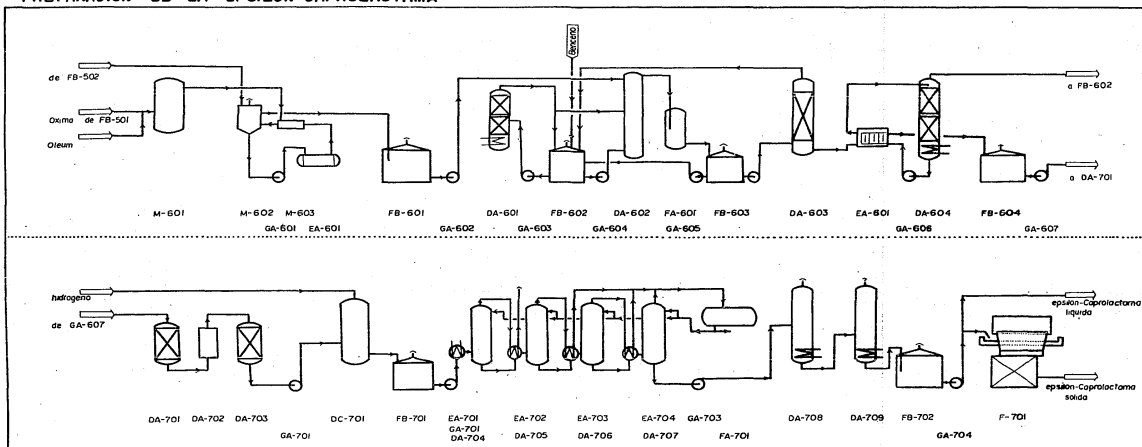 PREPARACION DE LA EPSILON-CAPROLACTAMA
de FB-502
Oxima de FB-501
Oleum
Benceno
a FB-602
a DA-701
M-601 M-602 M-603 FB-601 DA-601 FB-602 DA-602 FA-601 FB-603 DA-603 EA-601 DA-604 FB-604
GA-601 EA-601 GA-602 GA-603 GA-604 GA-605 GA-606 GA-607
hidrogeno
de GA-607
epsilon-Caprolactama
liquida
epsilon-Caprolactama
solida
DA-701 DA-702 DA-703 DC-701 FB-701 EA-701 EA-702 EA-703 EA-704 GA-703 DA-708 DA-709 FB-702 F-701
GA-701 GA-701 DA-705 DA-706 DA-707 FA-701 GA-704
DA-704